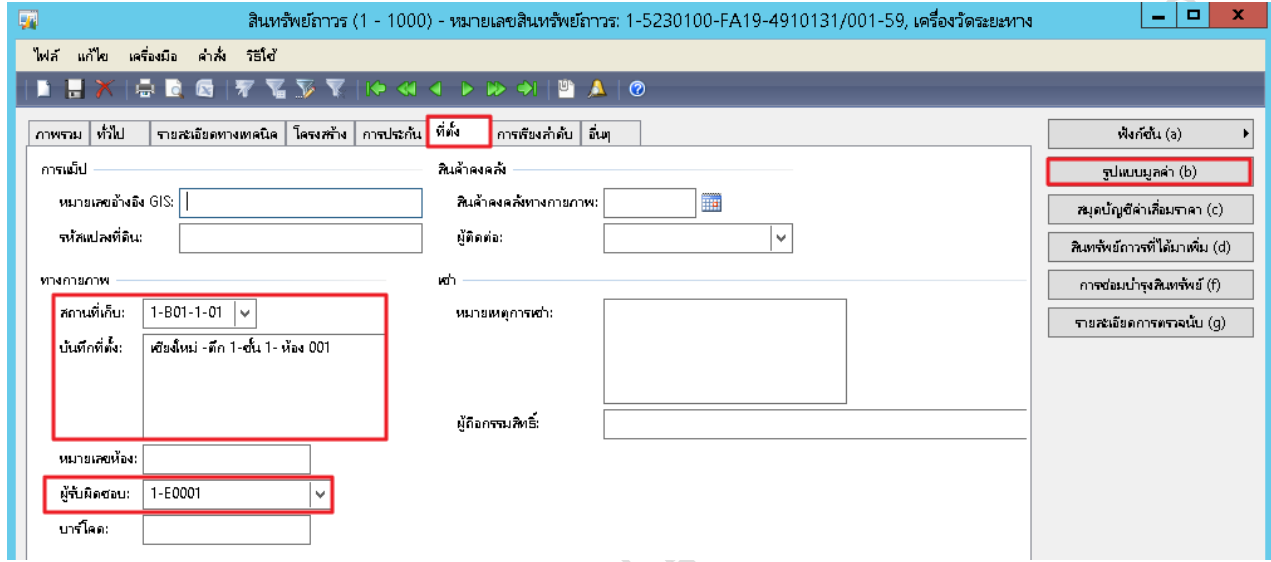 สินทรัพย์ถาวร (1 - 1000) - หมายเลขสินทรัพย์ถาวร: 1-5230100-FA19-4910131/001-59, เครื่องวัดระยะทาง
ไฟล์ แก้ไข เครื่องมือ คำสั่ง วิธีใช้
ภาพรวม ทั่วไป รายละเอียดทางเทคนิค โครงสร้าง การประกัน ที่ตั้ง การเรียงลำดับ อื่นๆ
การแม็ป
หมายเลขอ้างอิง GIS:
รหัสแปลงที่ดิน:
สินค้าคงคลัง
สินค้าคงคลังทางกายภาพ:
ผู้ติดต่อ:
ทางกายภาพ
สถานที่เก็บ: 1-B01-1-01
บันทึกที่ตั้ง: เชียงใหม่ -ตึก 1-ชั้น 1- ห้อง 001
หมายเลขห้อง:
ผู้รับผิดชอบ: 1-E0001
บาร์โคด:
เช่า
หมายเหตุการเช่า:
ผู้ถือกรรมสิทธิ์:
ฟังก์ชัน (a)
รูปแบบมูลค่า (b)
สมุดบัญชีค่าเสื่อมราคา (c)
สินทรัพย์ถาวรที่ได้มาเพิ่ม (d)
การซ่อมบำรุงสินทรัพย์ (f)
รายละเอียดการตรวจนับ (g)